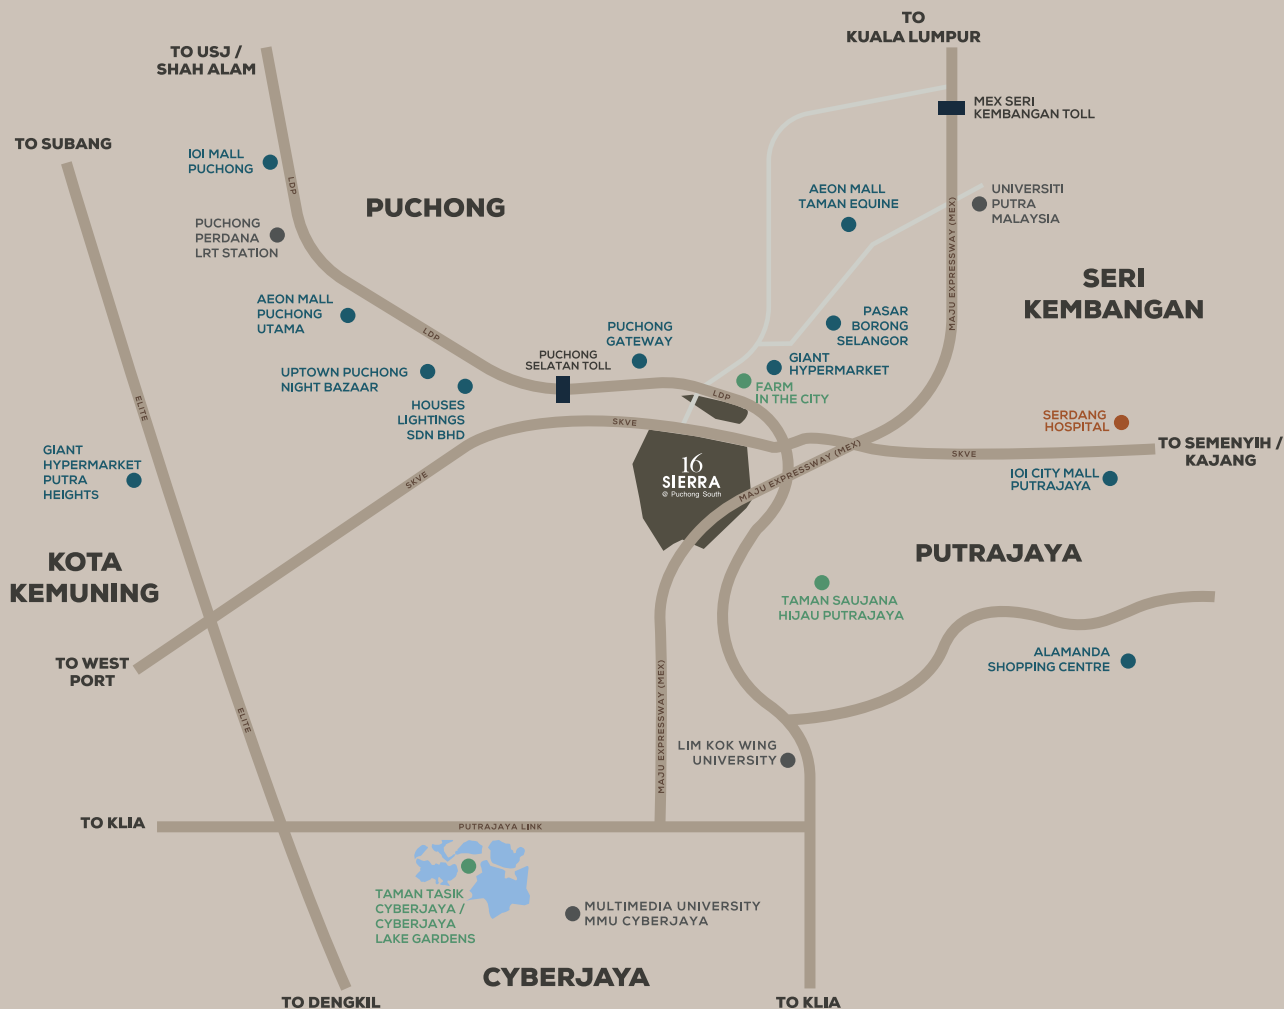 TO
KUALA LUMPUR
TO USJ /
SHAH ALAM
MEX SERI
KEMBANGAN TOLL
TO SUBANG
IOI MALL
PUCHONG
LDP
PUCHONG
AEON MALL
TAMAN EQUINE
UNIVERSITI
PUTRA
MALAYSIA
PUCHONG
PERDANA
LRT STATION
MAJU EXPRESSWAY (MEX)
SERI
KEMBANGAN
AEON MALL
PUCHONG
UTAMA
LDP
PUCHONG
GATEWAY
PASAR
BORONG
SELANGOR
PUCHONG
SELATAN TOLL
GIANT
HYPERMARKET
UPTOWN PUCHONG
NIGHT BAZAAR
FARM
IN THE CITY
LDP
HOUSES
LIGHTINGS
SDN BHD
ELITE
SKVE
SERDANG
HOSPITAL
TO SEMENYIH /
KAJANG
SKVE
GIANT
HYPERMARKET
PUTRA
HEIGHTS
SKVE
16
SIERRA
@ Puchong South
MAJU EXPRESSWAY (MEX)
IOI CITY MALL
PUTRAJAYA
KOTA
KEMUNING
PUTRAJAYA
TAMAN SAUJANA
HIJAU PUTRAJAYA
TO WEST
PORT
ALAMANDA
SHOPPING CENTRE
ELITE
MAJU EXPRESSWAY (MEX)
LIM KOK WING
UNIVERSITY
TO KLIA
PUTRAJAYA LINK
TAMAN TASIK
CYBERJAYA /
CYBERJAYA
LAKE GARDENS
MULTIMEDIA UNIVERSITY
MMU CYBERJAYA
CYBERJAYA
TO DENGKIL
TO KLIA